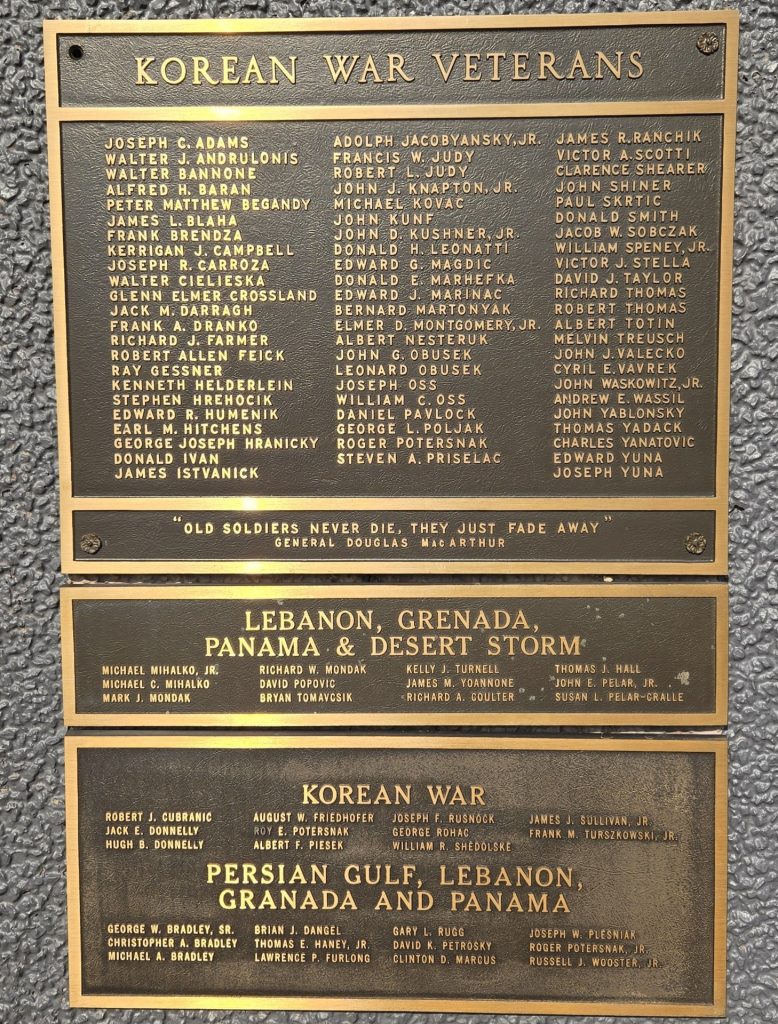 KOREAN WAR VETERANS
JOSEPH C. ADAMS
WALTER J. ANDRULONIS
WALTER BANNONE
ALFRED H. BARAN
PETER MATTHEW BEGANDY
JAMES L. BLAHA
FRANK BRENDZA
KERRIGAN J. CAMPBELL
JOSEPH R. CARROZA
WALTER CIELIESKA
GLENN ELMER CROSSLAND
JACK M. DARRAGH
FRANK A. DRANKO
RICHARD J. FARMER
ROBERT ALLEN FEICK
RAY GESSNER
KENNETH HELDERLEIN
STEPHEN HREHOCIK
EDWARD R. HUMENIK
EARL M. HITCHENS
GEORGE JOSEPH HRANICKY
DONALD IVAN
JAMES ISTVANICK
ADOLPH JACOBYANSKY, JR.
FRANCIS W. JUDY
ROBERT L. JUDY
JOHN J. KNAPTON, JR.
MICHAEL KOVAC
JOHN KUNF
JOHN D. KUSHNER, JR.
DONALD H. LEONATTI
EDWARD G. MAGDIC
DONALD E. MARHEFKA
EDWARD J. MARINAC
BERNARD MARTONYAK
ELMER D. MONTGOMERY, JR.
ALBERT NESTERUK
JOHN G. OBUSEK
LEONARD OBUSEK
JOSEPH OSS
WILLIAM C. OSS
DANIEL PAVLOCK
GEORGE L. POLJAK
ROGER POTERSNAK
STEVEN A. PRISELAC
JAMES R. RANCHIK
VICTOR A. SCOTTI
CLARENCE SHEARER
JOHN SHINER
PAUL SKRTIC
DONALD SMITH
JACOB W. SOBCZAK
WILLIAM SPENEY, JR.
VICTOR J. STELLA
DAVID J. TAYLOR
RICHARD THOMAS
ROBERT THOMAS
ALBERT TOTIN
MELVIN TREUSCH
JOHN J. VALECKO
CYRIL E. VAVREK
JOHN WASKOWITZ, JR.
ANDREW E. WASSIL
JOHN YABLONSKY
THOMAS YADACK
CHARLES YANATOVIC
EDWARD YUNA
JOSEPH YUNA
"OLD SOLDIERS NEVER DIE, THEY JUST FADE AWAY"
GENERAL DOUGLAS MacARTHUR
LEBANON, GRENADA,
PANAMA & DESERT STORM
MICHAEL MIHALKO, JR.
MICHAEL C. MIHALKO
MARK J. MONDAK
RICHARD W. MONDAK
DAVID POPOVIC
BRYAN TOMAVCSIK
KELLY J. TURNELL
JAMES M. YOANNONE
RICHARD A. COULTER
THOMAS J. HALL
JOHN E. PELAR, JR.
SUSAN L. PELAR-GRALLE
KOREAN WAR
ROBERT J. CUBRANIC
JACK E. DONNELLY
HUGH B. DONNELLY
AUGUST W. FRIEDHOFER
ROY E. POTERSNAK
ALBERT F. PIESEK
JOSEPH F. RUSNOCK
GEORGE ROHAC
WILLIAM R. SHEDOLSKE
JAMES J. SULLIVAN, JR.
FRANK M. TURSZKOWSKI, JR.
PERSIAN GULF, LEBANON,
GRANADA AND PANAMA
GEORGE W. BRADLEY, SR.
CHRISTOPHER A. BRADLEY
MICHAEL A. BRADLEY
BRIAN J. DANGEL
THOMAS E. HANEY, JR.
LAWRENCE P. FURLONG
GARY L. RUGG
DAVID K. PETROSKY
CLINTON D. MARCUS
JOSEPH W. PLESNIAK
ROGER POTERSNAK, JR.
RUSSELL J. WOOSTER, JR.